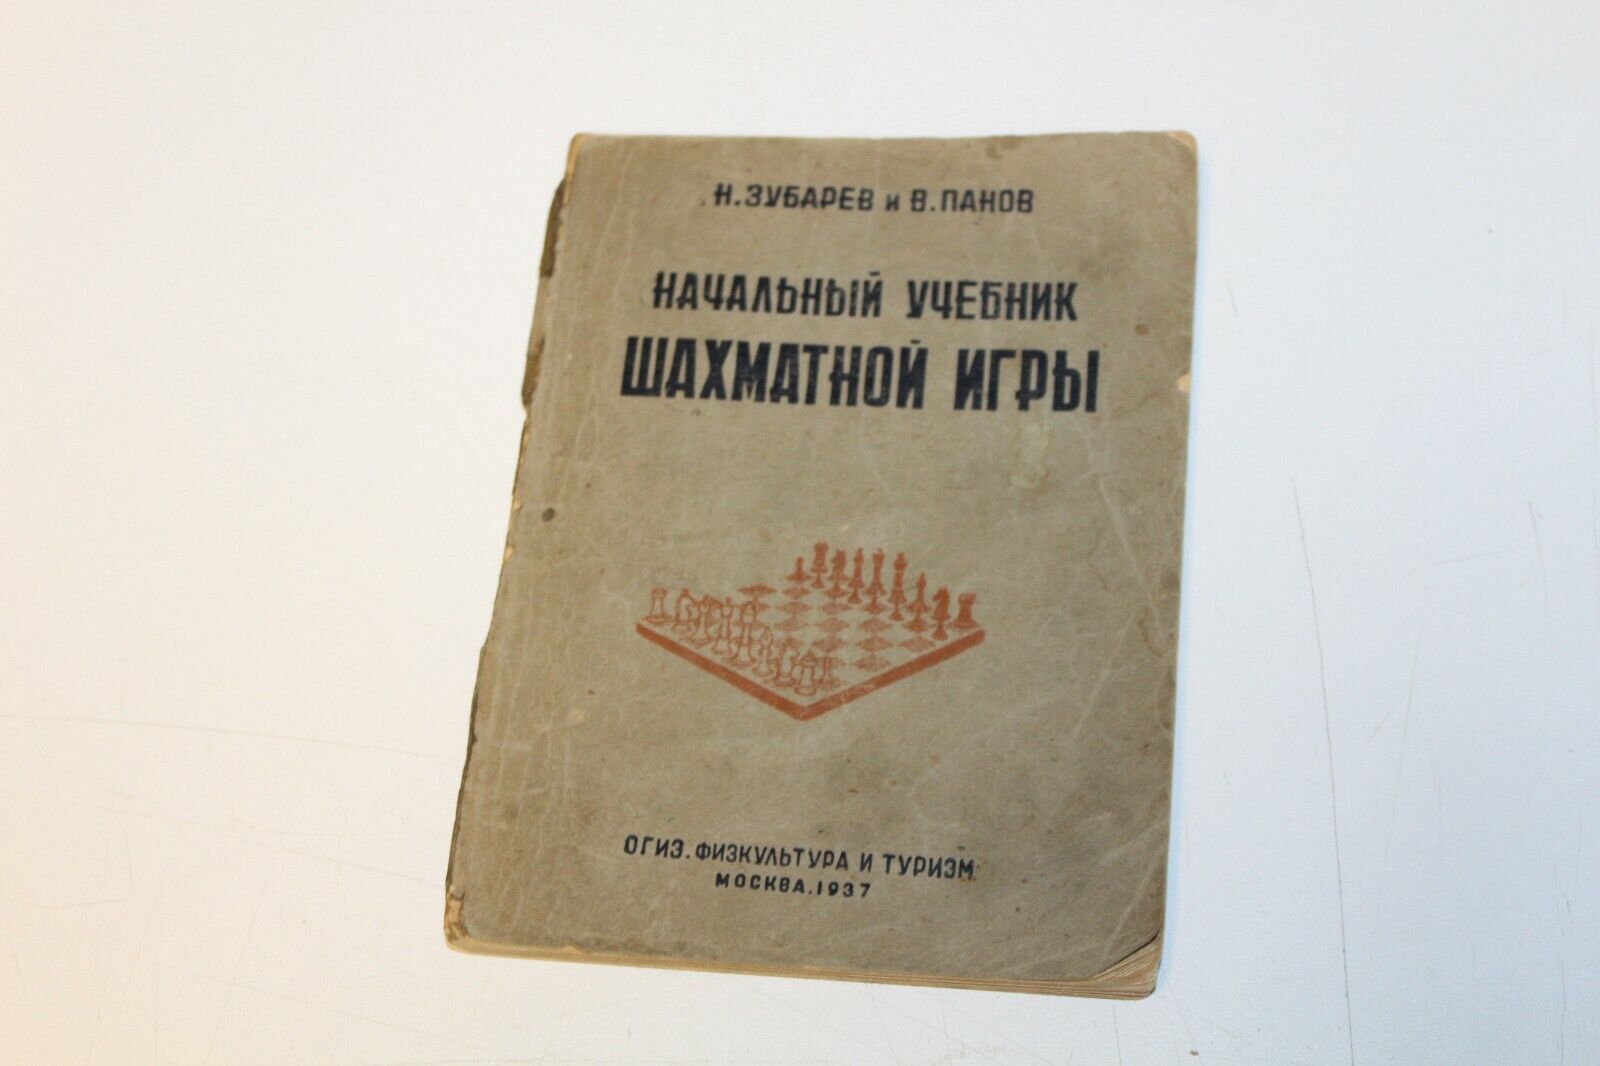 Н. ЗУБАРЕВ и В. ПАНОВ
НАЧАЛЬНЫЙ УЧЕБНИК
ШАХМАТНОЙ ИГРЫ
ОГИЗ. ФИЗКУЛЬТУРА И ТУРИЗМ
МОСКВА. 1937